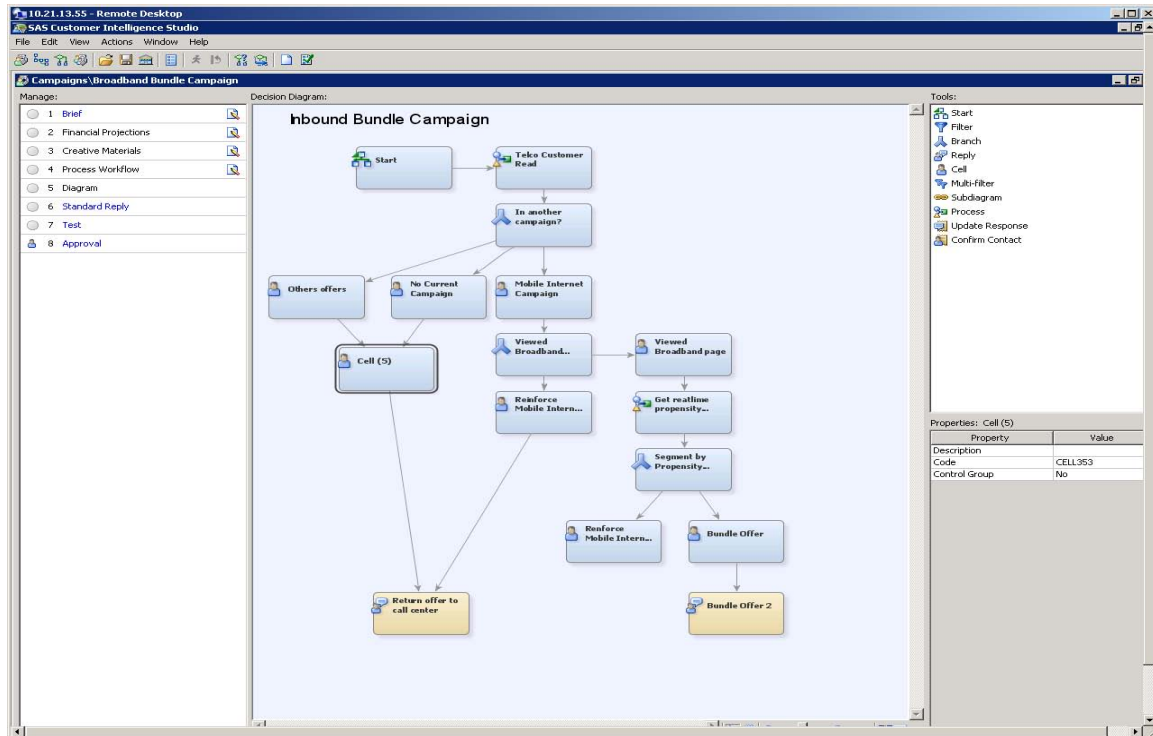 10.21.13.55 - Remote Desktop
SAS Customer Intelligence Studio
File Edit View Actions Window Help
Campaigns\Broadband Bundle Campaign
Manage:
1 Brief
2 Financial Projections
3 Creative Materials
4 Process Workflow
5 Diagram
6 Standard Reply
7 Test
8 Approval
Decision Diagram:
Inbound Bundle Campaign
Start
Telco Customer
Read
In another
campaign?
Others offers
No Current
Campaign
Mobile Internet
Campaign
Cell (5)
Viewed
Broadband...
Viewed
Broadband page
Reinforce
Mobile Intern...
Get realtime
propensity...
Segment by
Propensity...
Renforce
Mobile Intern...
Bundle Offer
Return offer to
call center
Bundle Offer 2
Tools:
Start
Filter
Branch
Reply
Cell
Multi-filter
Subdiagram
Process
Update Response
Confirm Contact
Properties: Cell (5)
Property Value
Description
Code CELL353
Control Group No